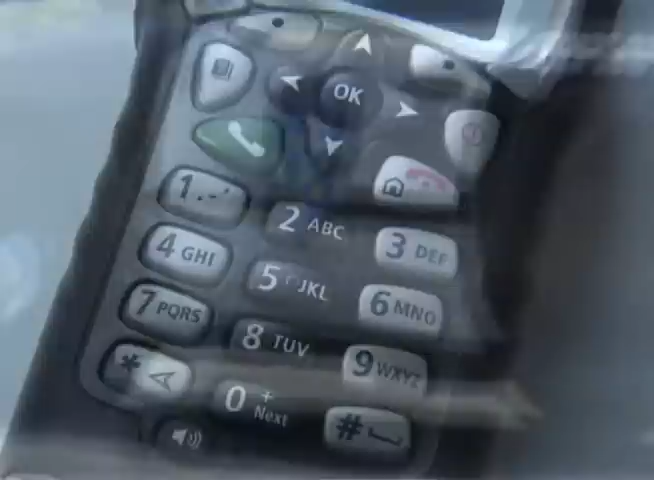 OK
1
2 ABC
3 DEF
4 GHI
5 JKL
6 MNO
7 PQRS
8 TUV
9 WXYZ
*
0 + Next
#